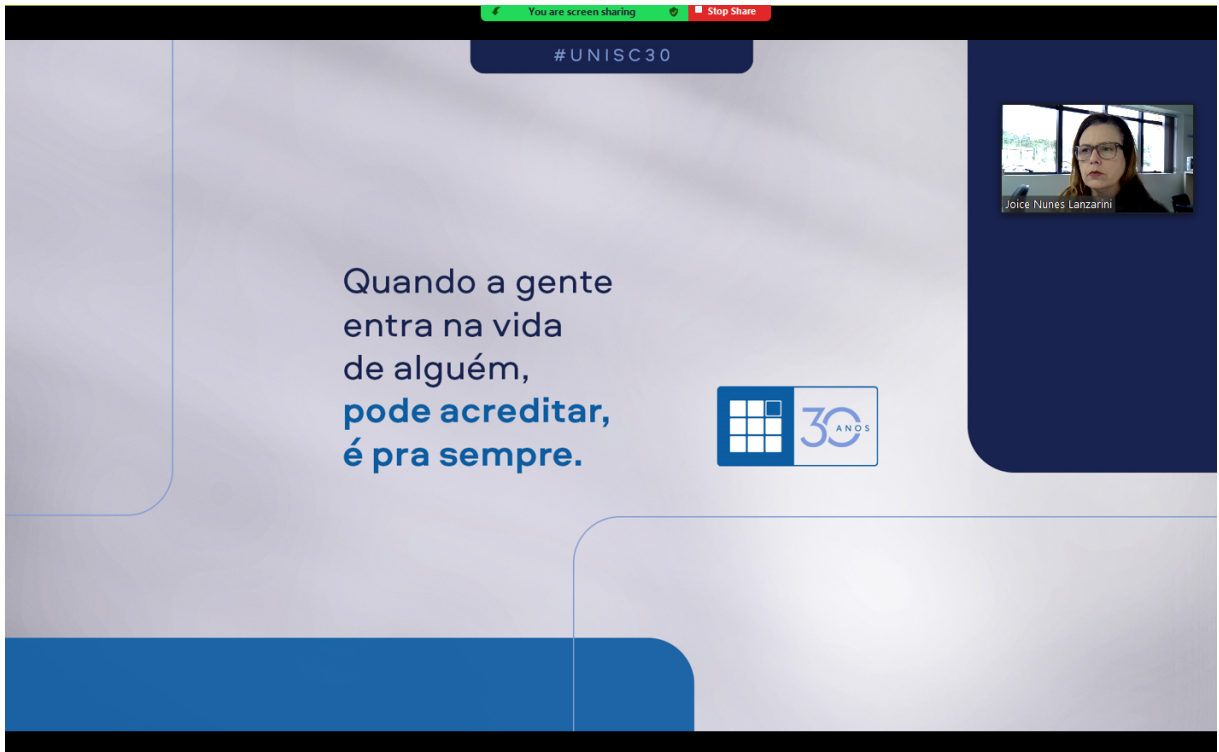 You are screen sharing
Stop Share
#UNISC30
Joice Nunes Lanzarini
Quando a gente
entra na vida
de alguém,
pode acreditar,
é pra sempre.
30 ANOS